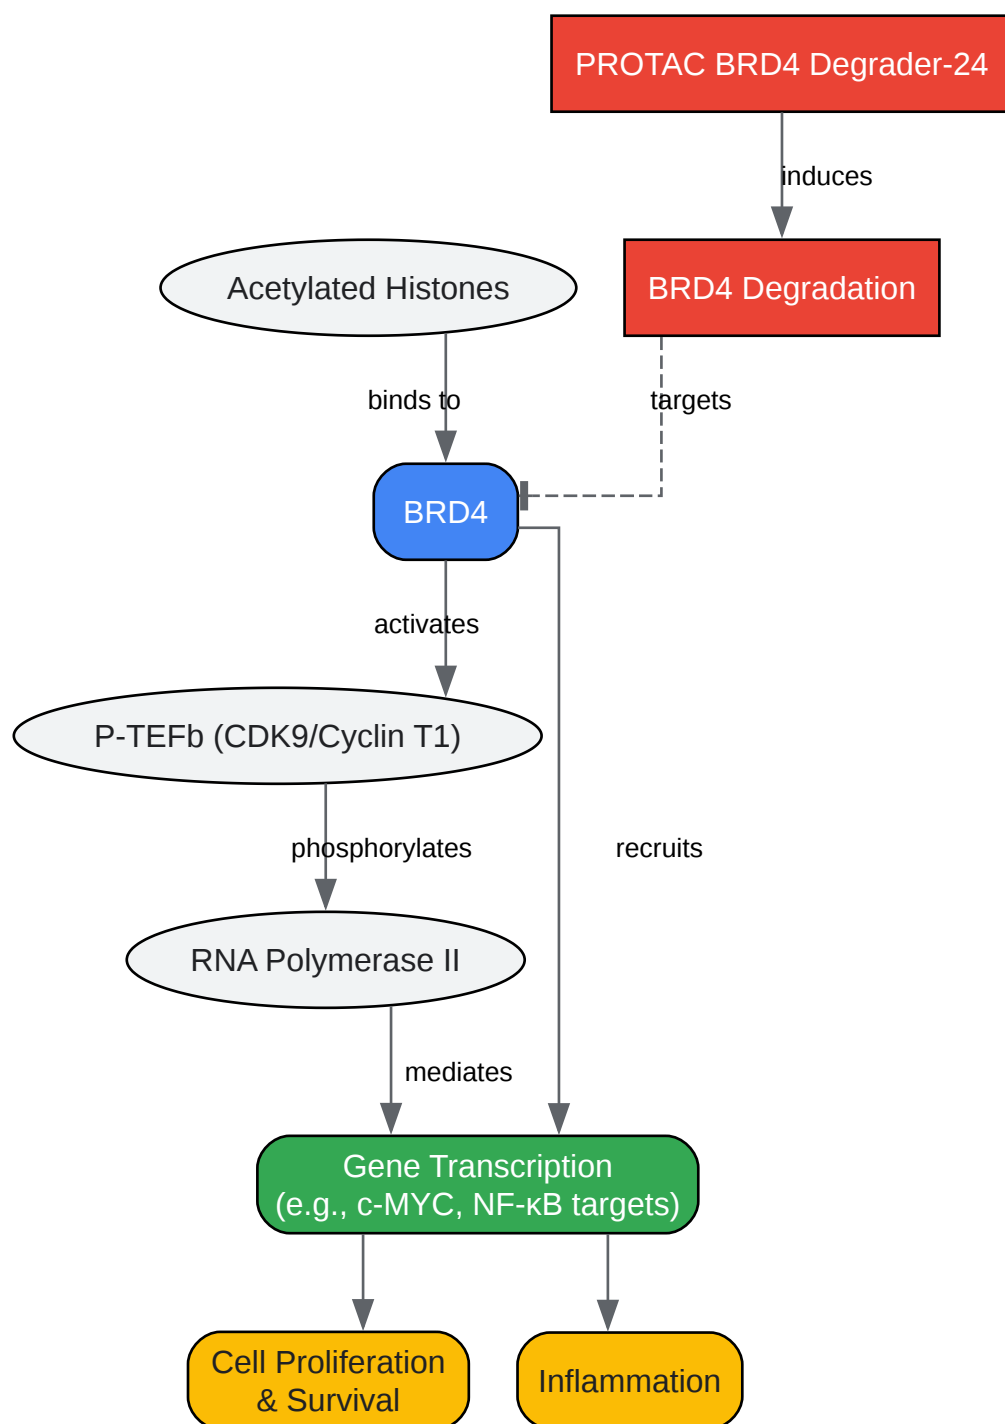 PROTAC BRD4 Degrader-24
induces
Acetylated Histones
BRD4 Degradation
binds to
targets
BRD4
activates
P-TEFb (CDK9/Cyclin T1)
phosphorylates
recruits
RNA Polymerase II
mediates
Gene Transcription
(e.g., c-MYC, NF-κB targets)
Cell Proliferation
& Survival
Inflammation